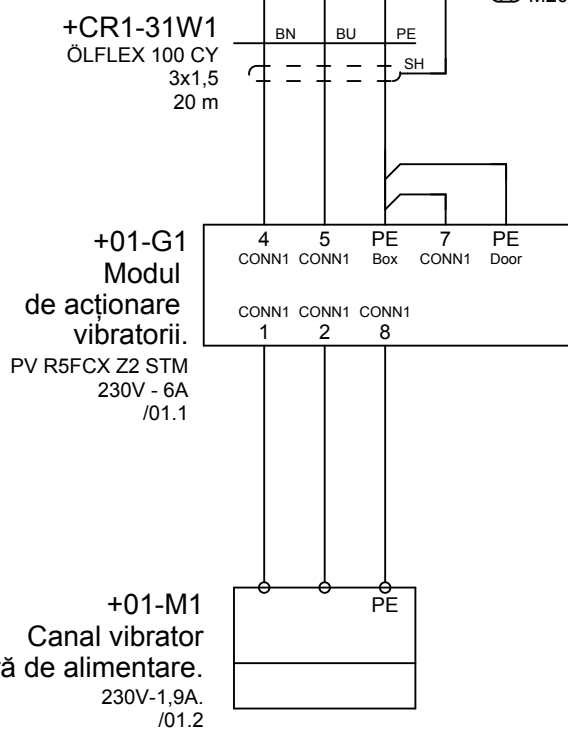 +CR1-31W1
ÖLFLEX 100 CY
3x1,5
20 m
BN BU PE
SH
+01-G1
Modul
de acționare
vibratorii.
PV R5FCX Z2 STM
230V - 6A
/01.1
4 5 PE 7 PE
CONN1 CONN1 Box CONN1 Door
CONN1 CONN1 CONN1
1 2 8
+01-M1
Canal vibrator
de alimentare.
230V-1,9A.
/01.2
PE